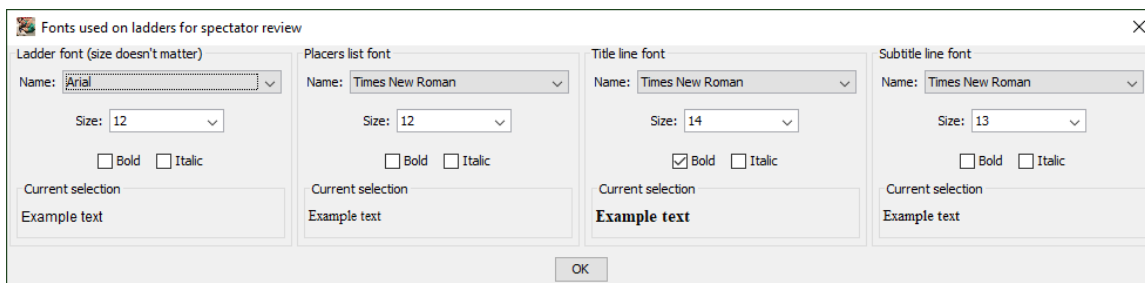 Fonts used on ladders for spectator review
Ladder font (size doesn't matter)
Name: Arial
Size: 12
Bold Italic
Current selection
Example text
Placers list font
Name: Times New Roman
Size: 12
Bold Italic
Current selection
Example text
Title line font
Name: Times New Roman
Size: 14
Bold Italic
Current selection
Example text
Subtitle line font
Name: Times New Roman
Size: 13
Bold Italic
Current selection
Example text
OK